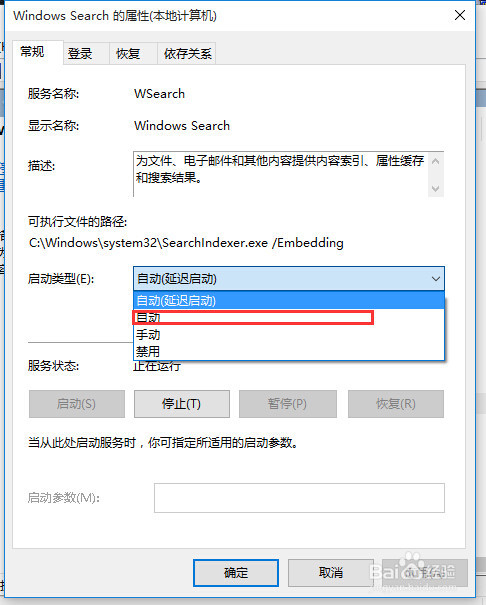 Windows Search 的属性(本地计算机)
常规 登录 恢复 依存关系
服务名称: WSearch
显示名称: Windows Search
描述: 为文件、电子邮件和其他内容提供内容索引、属性缓存
和搜索结果。
可执行文件的路径:
C:\Windows\system32\SearchIndexer.exe /Embedding
启动类型(E): 自动(延迟启动)
自动(延迟启动)
自动
手动
禁用
服务状态: 正在运行
启动(S) 停止(T) 暂停(P) 恢复(R)
当从此处启动服务时，你可指定所适用的启动参数。
启动参数(M):
确定 取消
Baidu 经验